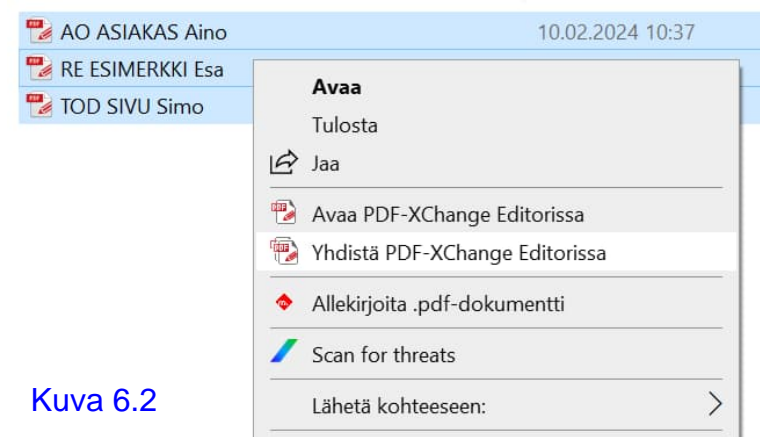 AO ASIAKAS Aino 10.02.2024 10:37
RE ESIMERKKI Esa
TOD SIVU Simo
Avaa
Tulosta
Jaa
Avaa PDF-XChange Editorissa
Yhdistä PDF-XChange Editorissa
Allekirjoita .pdf-dokumentti
Scan for threats
Lähetä kohteeseen:
Kuva 6.2